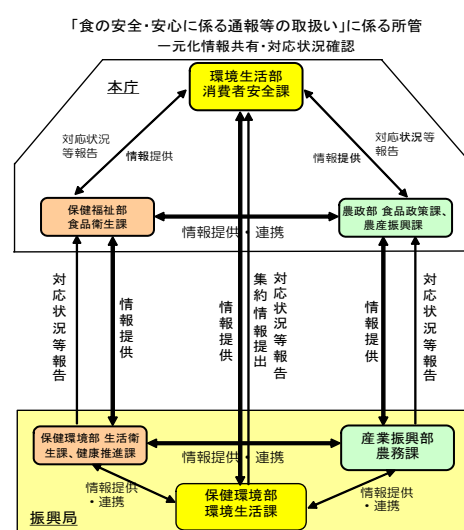 「食の安全・安心に係る通報等の取扱い」に係る所管
一元化情報共有・対応状況確認
本庁
環境生活部
消費者安全課
対応状況
等報告
情報提供
対応状況等
報告
情報提供
保健福祉部
食品衛生課
農政部 食品政策課、
農産振興課
情報提供・連携
対応状況等報告
情報提供
情報提供
集約情報提出
対応状況等報告
情報提供
対応状況等報告
保健環境部 生活衛
生課、健康推進課
産業振興部
農務課
情報提供・連携
情報提供
・連携
保健環境部
環境生活課
情報提供
・連携
振興局